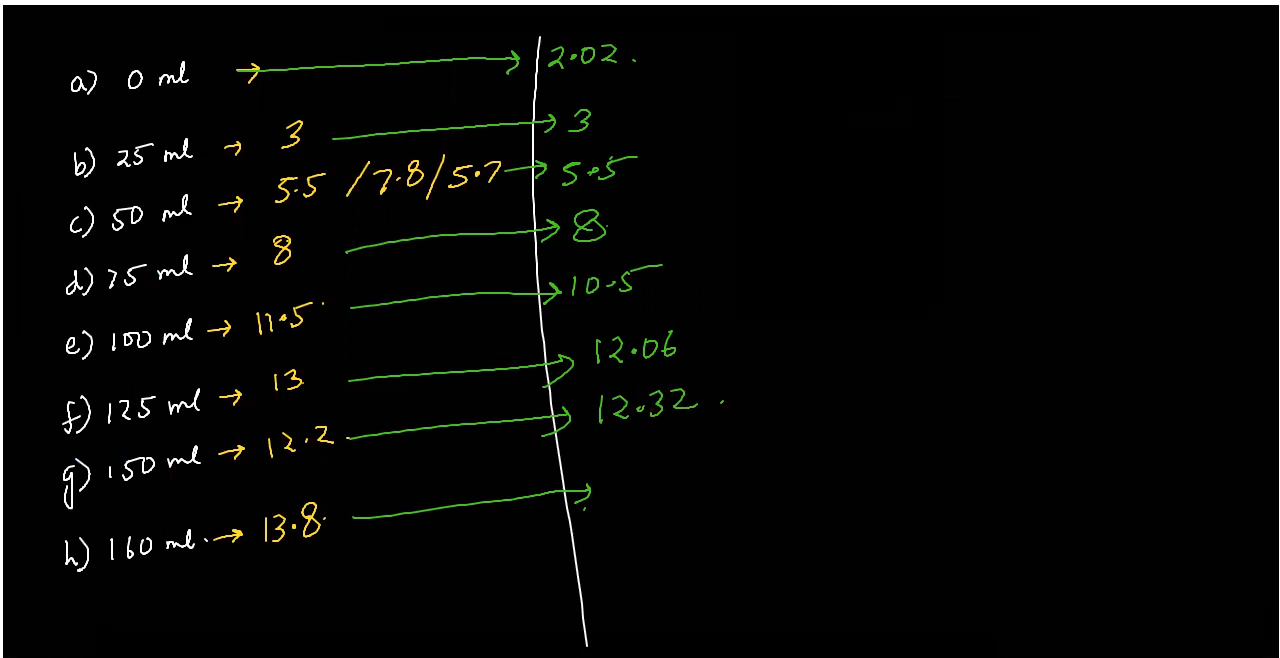 a) 0 ml → 2.02.
b) 25 ml → 3 → 3
c) 50 ml → 5.5 / 7.8 / 5.7 → 5.5
d) 75 ml → 8 → 8
e) 100 ml → 11.5 → 10.5
f) 125 ml → 13 → 12.06
g) 150 ml → 12.2 → 12.32.
h) 160 ml. → 13.8. →